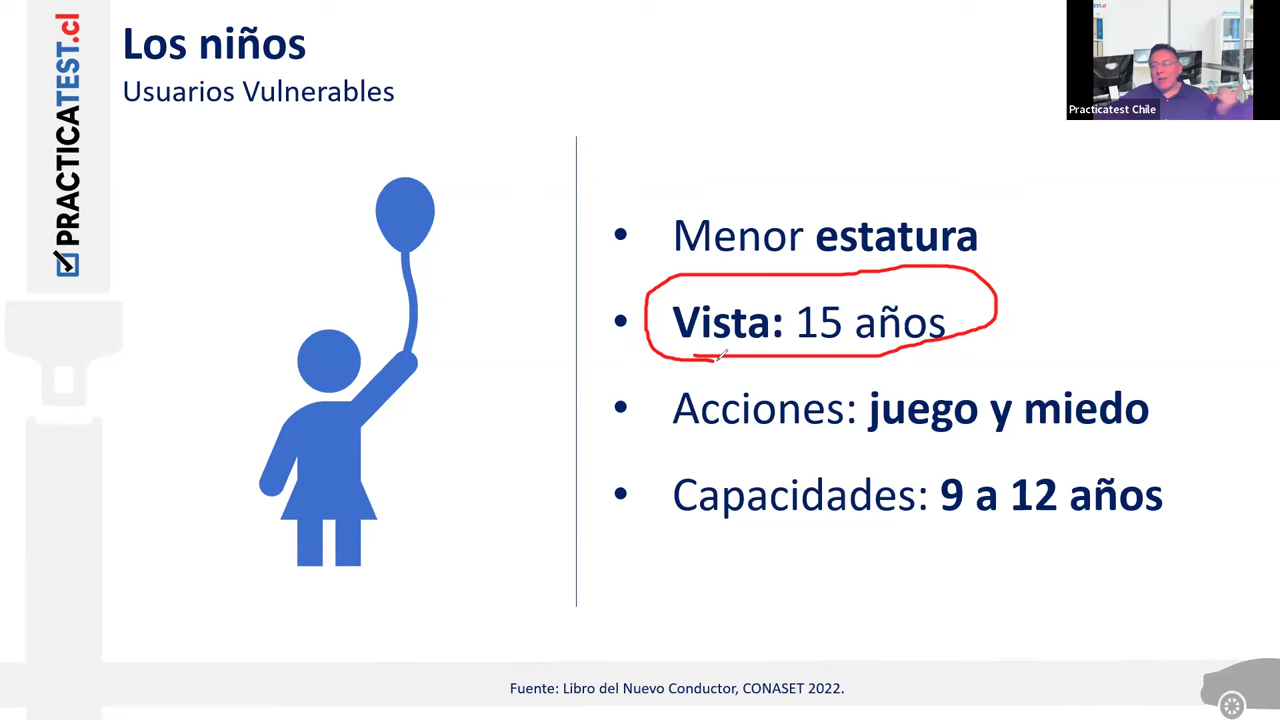 PRACTICATEST.cl
Los niños
Usuarios Vulnerables
Practicatest Chile
• Menor estatura
• Vista: 15 años
• Acciones: juego y miedo
• Capacidades: 9 a 12 años
Fuente: Libro del Nuevo Conductor, CONASET 2022.